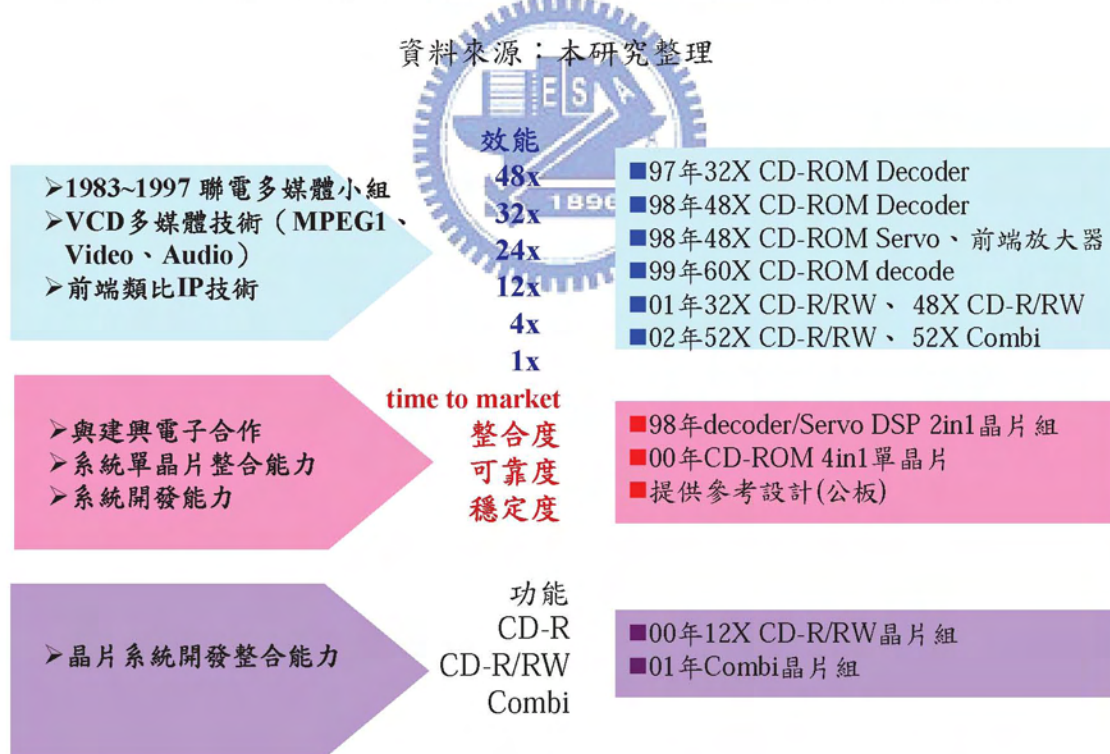 資料來源：本研究整理
ESA
1896
➢1983~1997 聯電多媒體小組
➢VCD多媒體技術（MPEG1、
Video、Audio）
➢前端類比IP技術
效能
48x
32x
24x
12x
4x
1x
■97年32X CD-ROM Decoder
■98年48X CD-ROM Decoder
■98年48X CD-ROM Servo、前端放大器
■99年60X CD-ROM decode
■01年32X CD-R/RW、 48X CD-R/RW
■02年52X CD-R/RW、 52X Combi
➢與建興電子合作
➢系統單晶片整合能力
➢系統開發能力
time to market
整合度
可靠度
穩定度
■98年decoder/Servo DSP 2in1晶片組
■00年CD-ROM 4in1單晶片
■提供參考設計(公板)
➢晶片系統開發整合能力
功能
CD-R
CD-R/RW
Combi
■00年12X CD-R/RW晶片組
■01年Combi晶片組